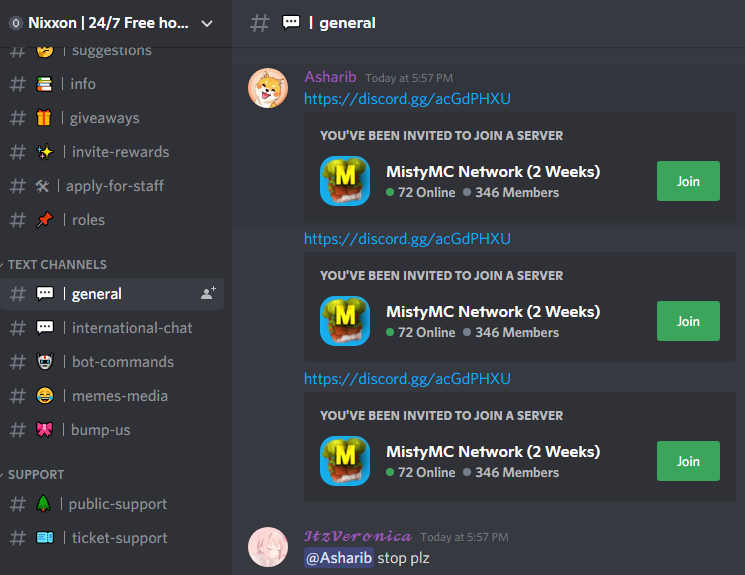 Nixxon | 24/7 Free ho...
# | suggestions
# | info
# | giveaways
# | invite-rewards
# | apply-for-staff
# | roles
TEXT CHANNELS
# | general
# | international-chat
# | bot-commands
# | memes-media
# | bump-us
SUPPORT
# | public-support
# | ticket-support
# 💬 | general
Asharib Today at 5:57 PM
https://discord.gg/acGdPHXU
YOU'VE BEEN INVITED TO JOIN A SERVER
M
MistyMC Network (2 Weeks)
72 Online 346 Members
Join
https://discord.gg/acGdPHXU
YOU'VE BEEN INVITED TO JOIN A SERVER
M
MistyMC Network (2 Weeks)
72 Online 346 Members
Join
https://discord.gg/acGdPHXU
YOU'VE BEEN INVITED TO JOIN A SERVER
M
MistyMC Network (2 Weeks)
72 Online 346 Members
Join
𝓘𝓽𝔃𝓥𝓮𝓻𝓸𝓷𝓲𝓬𝓪 Today at 5:57 PM
@Asharib stop plz